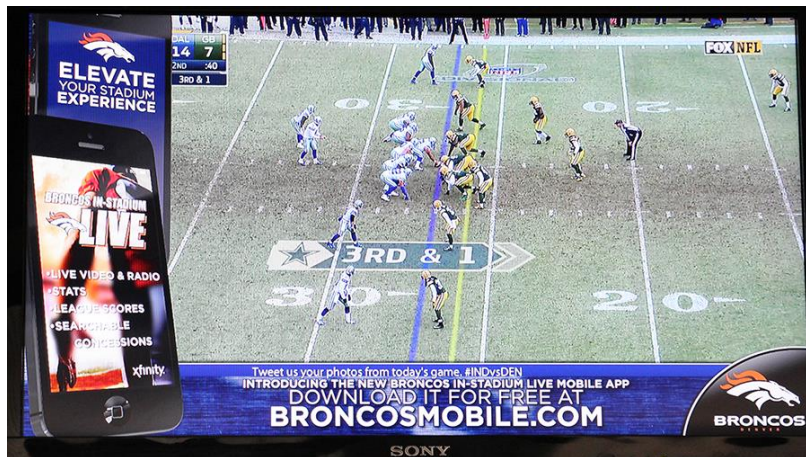 ELEVATE
YOUR STADIUM
EXPERIENCE
DAL GB
14 7
2ND :40
3RD & 1
FOX NFL
30-
20-
BRONCOS IN-STADIUM
LIVE
•LIVE VIDEO & RADIO
•STATS
•LEAGUE SCORES
•SEARCHABLE
CONCESSIONS
xfinity
3RD & 1
30-
20-
Tweet us your photos from today's game. #INDvsDEN
INTRODUCING THE NEW BRONCOS IN-STADIUM LIVE MOBILE APP
DOWNLOAD IT FOR FREE AT
BRONCOSMOBILE.COM
BRONCOS
DENVER
SONY